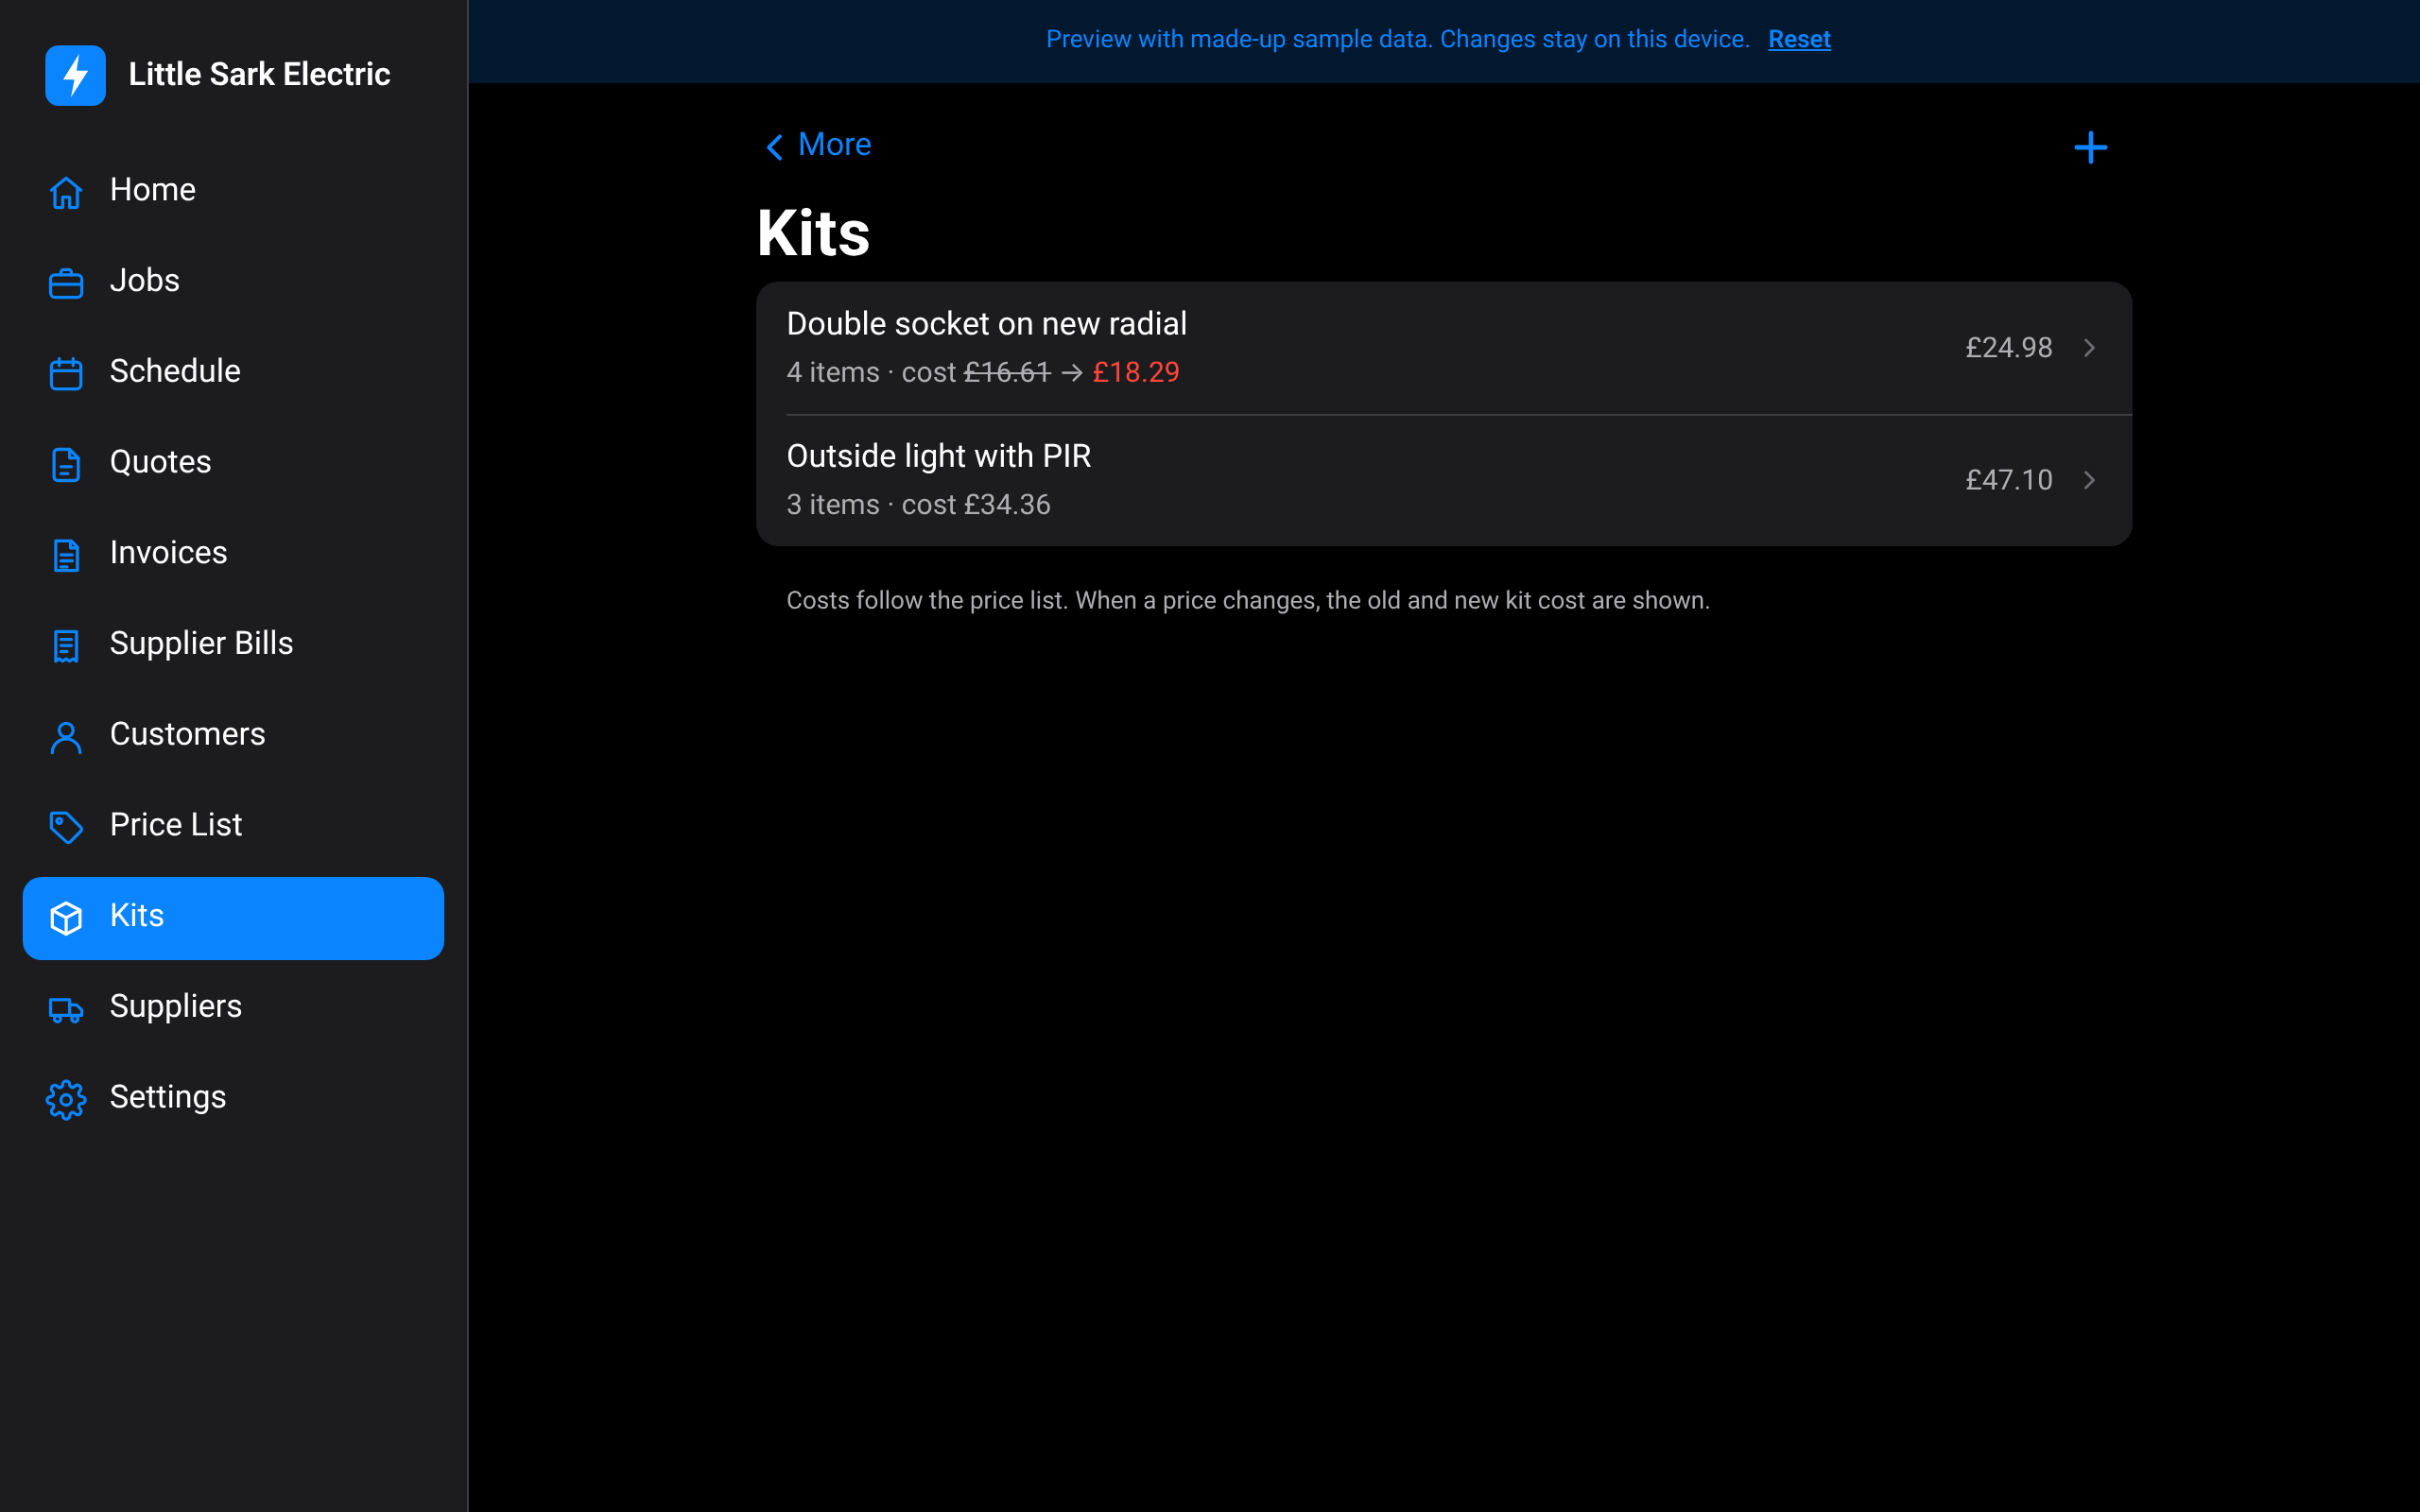 Little Sark Electric
Home
Jobs
Schedule
Quotes
Invoices
Supplier Bills
Customers
Price List
Kits
Suppliers
Settings
Preview with made-up sample data. Changes stay on this device. Reset
More
Kits
Double socket on new radial
4 items · cost £16.61 → £18.29
£24.98
Outside light with PIR
3 items · cost £34.36
£47.10
Costs follow the price list. When a price changes, the old and new kit cost are shown.